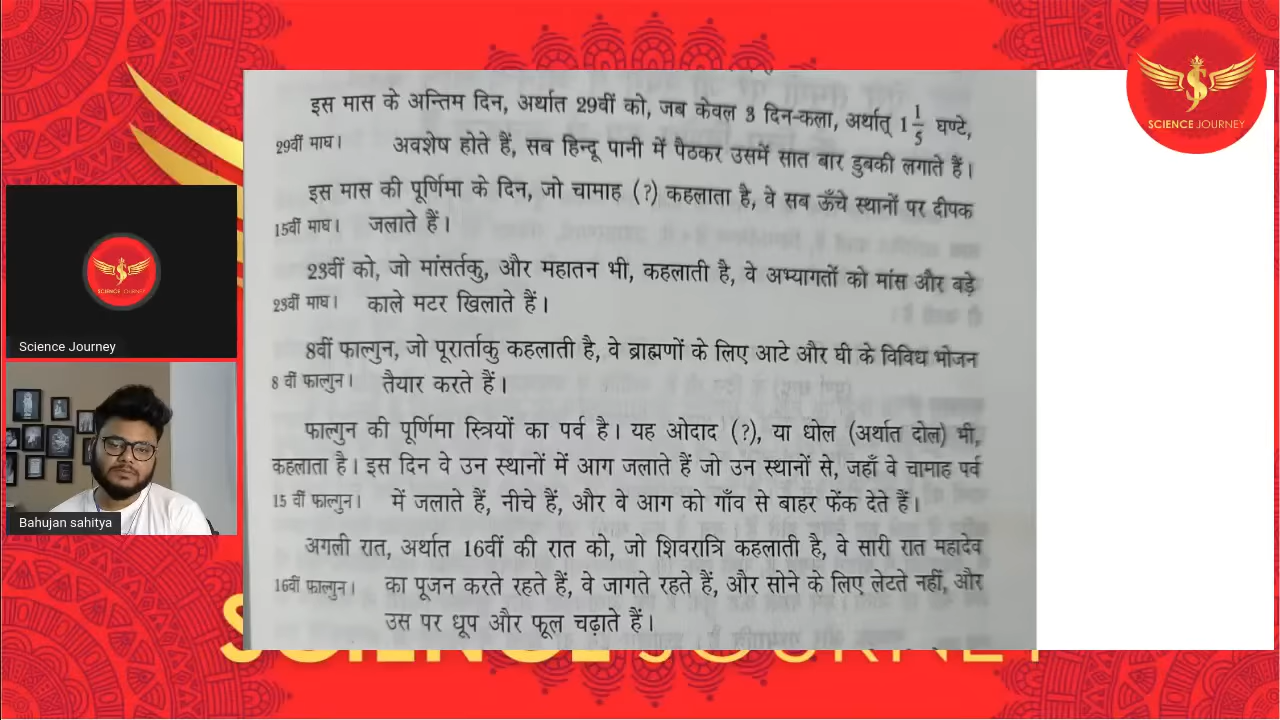 इस मास के अन्तिम दिन, अर्थात 29वीं को, जब केवल 3 दिन-कला, अर्थात् 1 1/5 घण्टे,
29वीं माघ। अवशेष होते हैं, सब हिन्दू पानी में पैठकर उसमें सात बार डुबकी लगाते हैं।
इस मास की पूर्णिमा के दिन, जो चामाह (?) कहलाता है, वे सब ऊँचे स्थानों पर दीपक
15वीं माघ। जलाते हैं।
23वीं को, जो मांसर्तकु, और महातन भी, कहलाती है, वे अभ्यागतों को मांस और बड़े
23वीं माघ। काले मटर खिलाते हैं।
8वीं फाल्गुन, जो पूरार्ताकु कहलाती है, वे ब्राह्मणों के लिए आटे और घी के विविध भोजन
8 वीं फाल्गुन। तैयार करते हैं।
फाल्गुन की पूर्णिमा स्त्रियों का पर्व है। यह ओदाद (?), या धोल (अर्थात दोल) भी,
कहलाता है। इस दिन वे उन स्थानों में आग जलाते हैं जो उन स्थानों से, जहाँ वे चामाह पर्व
15 वीं फाल्गुन। में जलाते हैं, नीचे हैं, और वे आग को गाँव से बाहर फेंक देते हैं।
अगली रात, अर्थात 16वीं की रात को, जो शिवरात्रि कहलाती है, वे सारी रात महादेव
16वीं फाल्गुन। का पूजन करते रहते हैं, वे जागते रहते हैं, और सोने के लिए लेटते नहीं, और
उस पर धूप और फूल चढ़ाते हैं।
SCIENCE JOURNEY
SCIENCE JOURNEY
Science Journey
Bahujan sahitya
SCIENCE JOURNEY